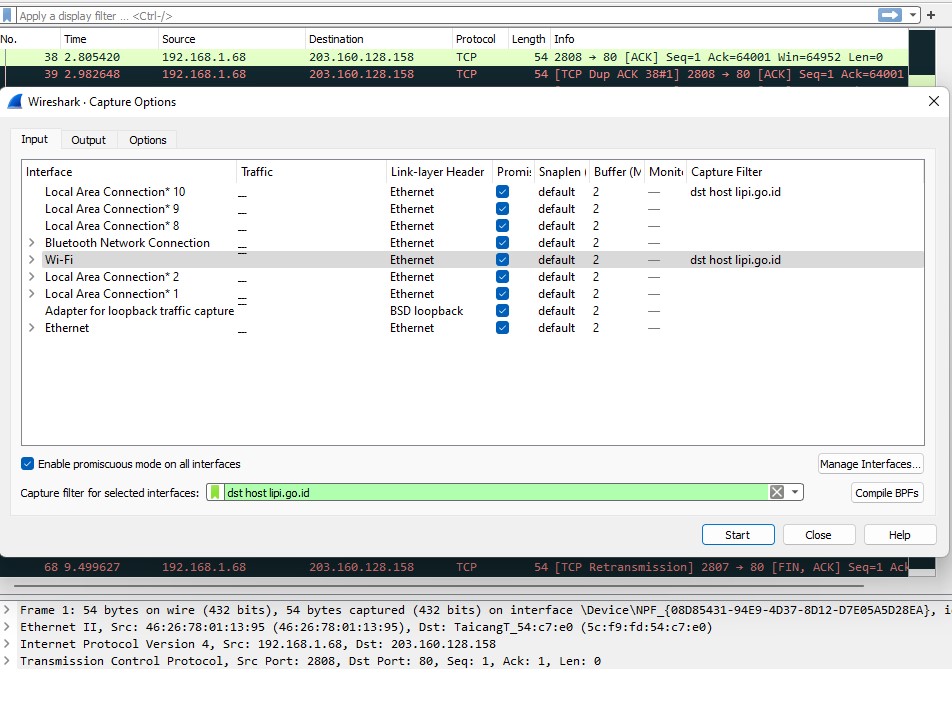 Apply a display filter ... <Ctrl-/>
No. Time Source Destination Protocol Length Info
38 2.805420 192.168.1.68 203.160.128.158 TCP 54 2808 → 80 [ACK] Seq=1 Ack=64001 Win=64952 Len=0
39 2.982648 192.168.1.68 203.160.128.158 TCP 54 [TCP Dup ACK 38#1] 2808 → 80 [ACK] Seq=1 Ack=64001
Wireshark · Capture Options
Input Output Options
Interface Traffic Link-layer Header Promis Snaplen ( Buffer (M Monito Capture Filter
Local Area Connection* 10 Ethernet default 2 — dst host lipi.go.id
Local Area Connection* 9 Ethernet default 2 —
Local Area Connection* 8 Ethernet default 2 —
Bluetooth Network Connection Ethernet default 2 —
Wi-Fi Ethernet default 2 — dst host lipi.go.id
Local Area Connection* 2 Ethernet default 2 —
Local Area Connection* 1 Ethernet default 2 —
Adapter for loopback traffic capture BSD loopback default 2 —
Ethernet Ethernet default 2 —
Enable promiscuous mode on all interfaces Manage Interfaces...
Capture filter for selected interfaces: dst host lipi.go.id Compile BPFs
Start Close Help
68 9.499627 192.168.1.68 203.160.128.158 TCP 54 [TCP Retransmission] 2807 → 80 [FIN, ACK] Seq=1 Ack
Frame 1: 54 bytes on wire (432 bits), 54 bytes captured (432 bits) on interface \Device\NPF_{08D85431-94E9-4D37-8D12-D7E05A5D28EA}, i
Ethernet II, Src: 46:26:78:01:13:95 (46:26:78:01:13:95), Dst: TaicangT_54:c7:e0 (5c:f9:fd:54:c7:e0)
Internet Protocol Version 4, Src: 192.168.1.68, Dst: 203.160.128.158
Transmission Control Protocol, Src Port: 2808, Dst Port: 80, Seq: 1, Ack: 1, Len: 0